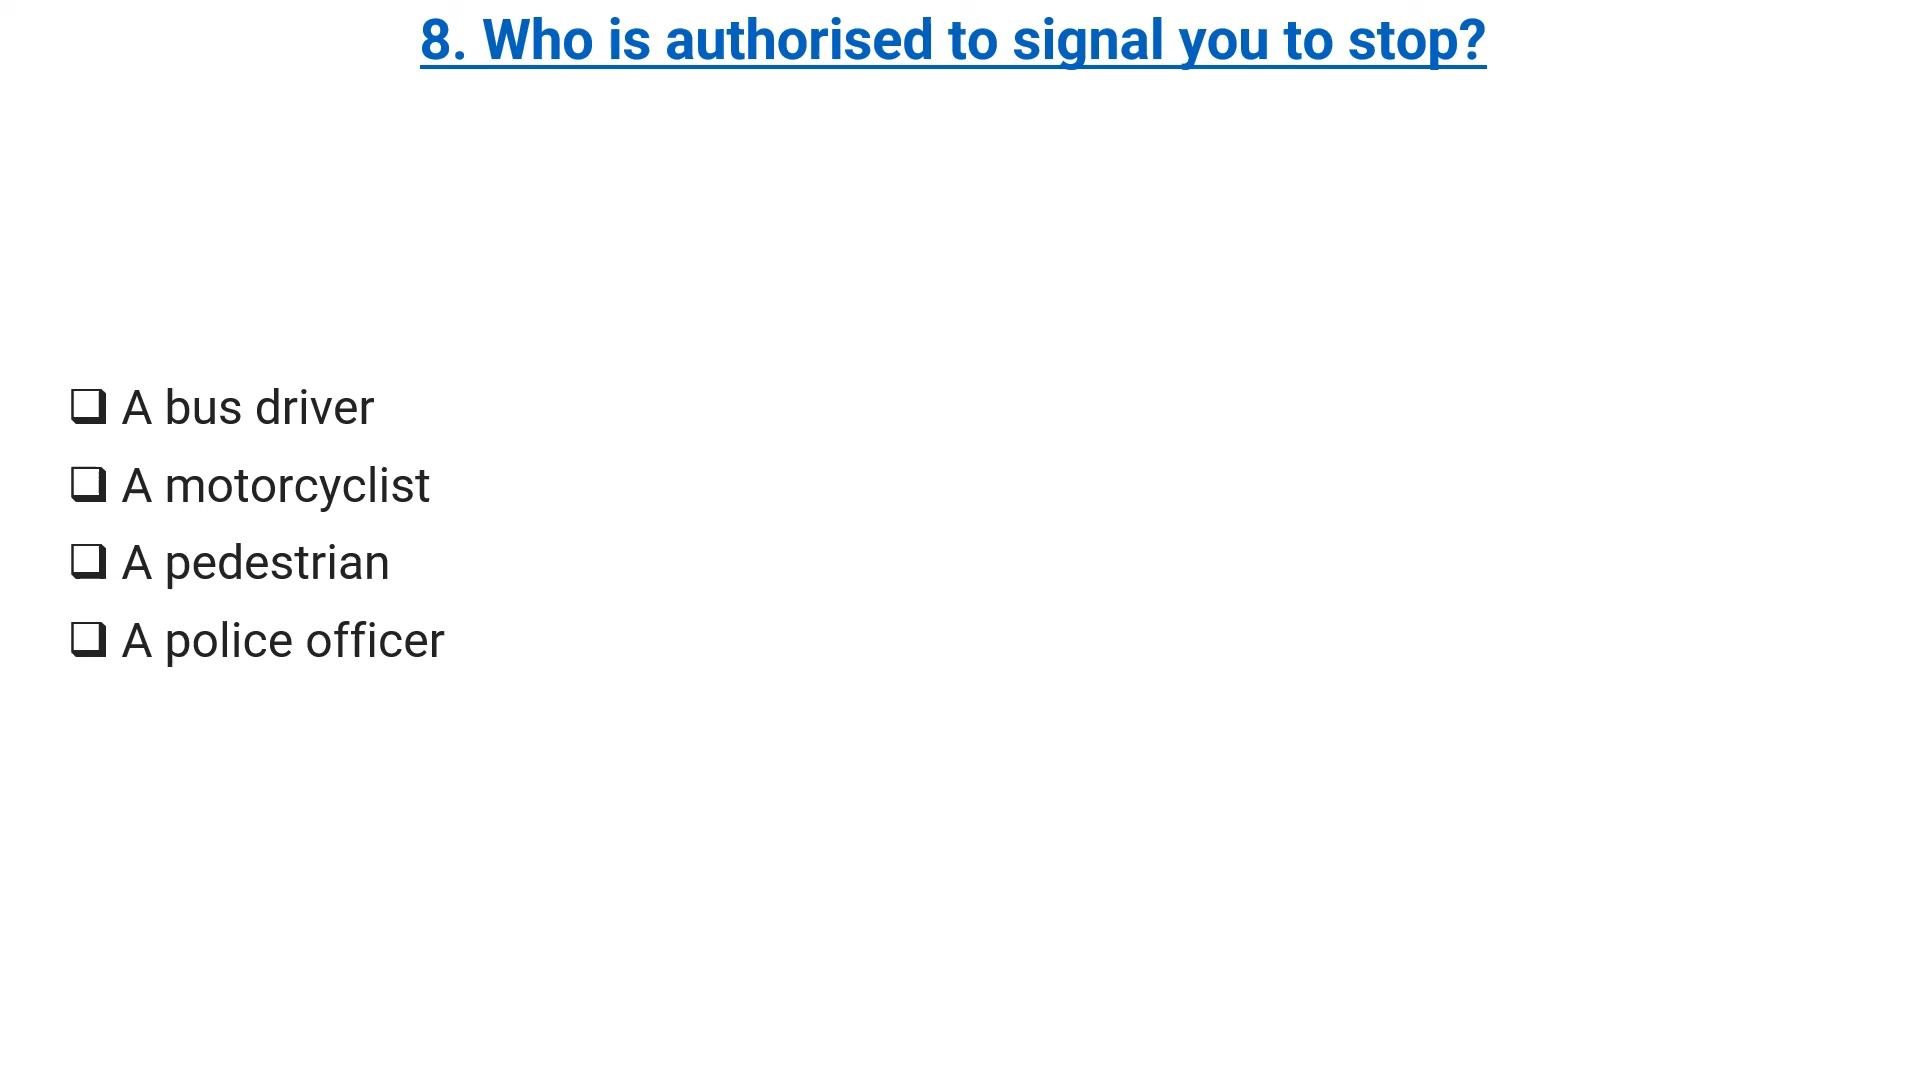 8. Who is authorised to signal you to stop?
❑ A bus driver
❑ A motorcyclist
❑ A pedestrian
❑ A police officer